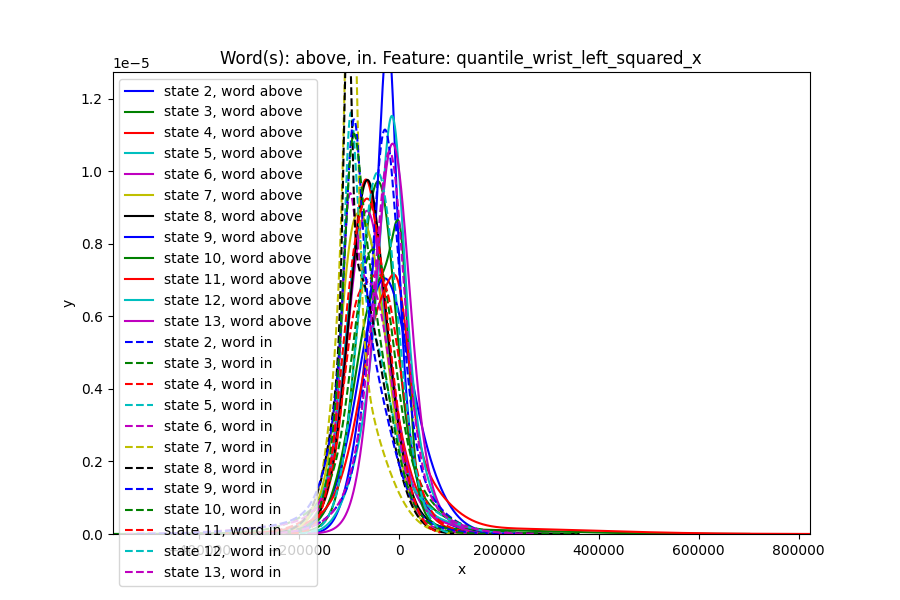 Word(s): above, in. Feature: quantile_wrist_left_squared_x
1e−5
1.2
1.0
0.8
0.6
0.4
0.2
0.0
y
state 2, word above
state 3, word above
state 4, word above
state 5, word above
state 6, word above
state 7, word above
state 8, word above
state 9, word above
state 10, word above
state 11, word above
state 12, word above
state 13, word above
state 2, word in
state 3, word in
state 4, word in
state 5, word in
state 6, word in
state 7, word in
state 8, word in
state 9, word in
state 10, word in
state 11, word in
state 12, word in
state 13, word in
0 200000 400000 600000 800000
x